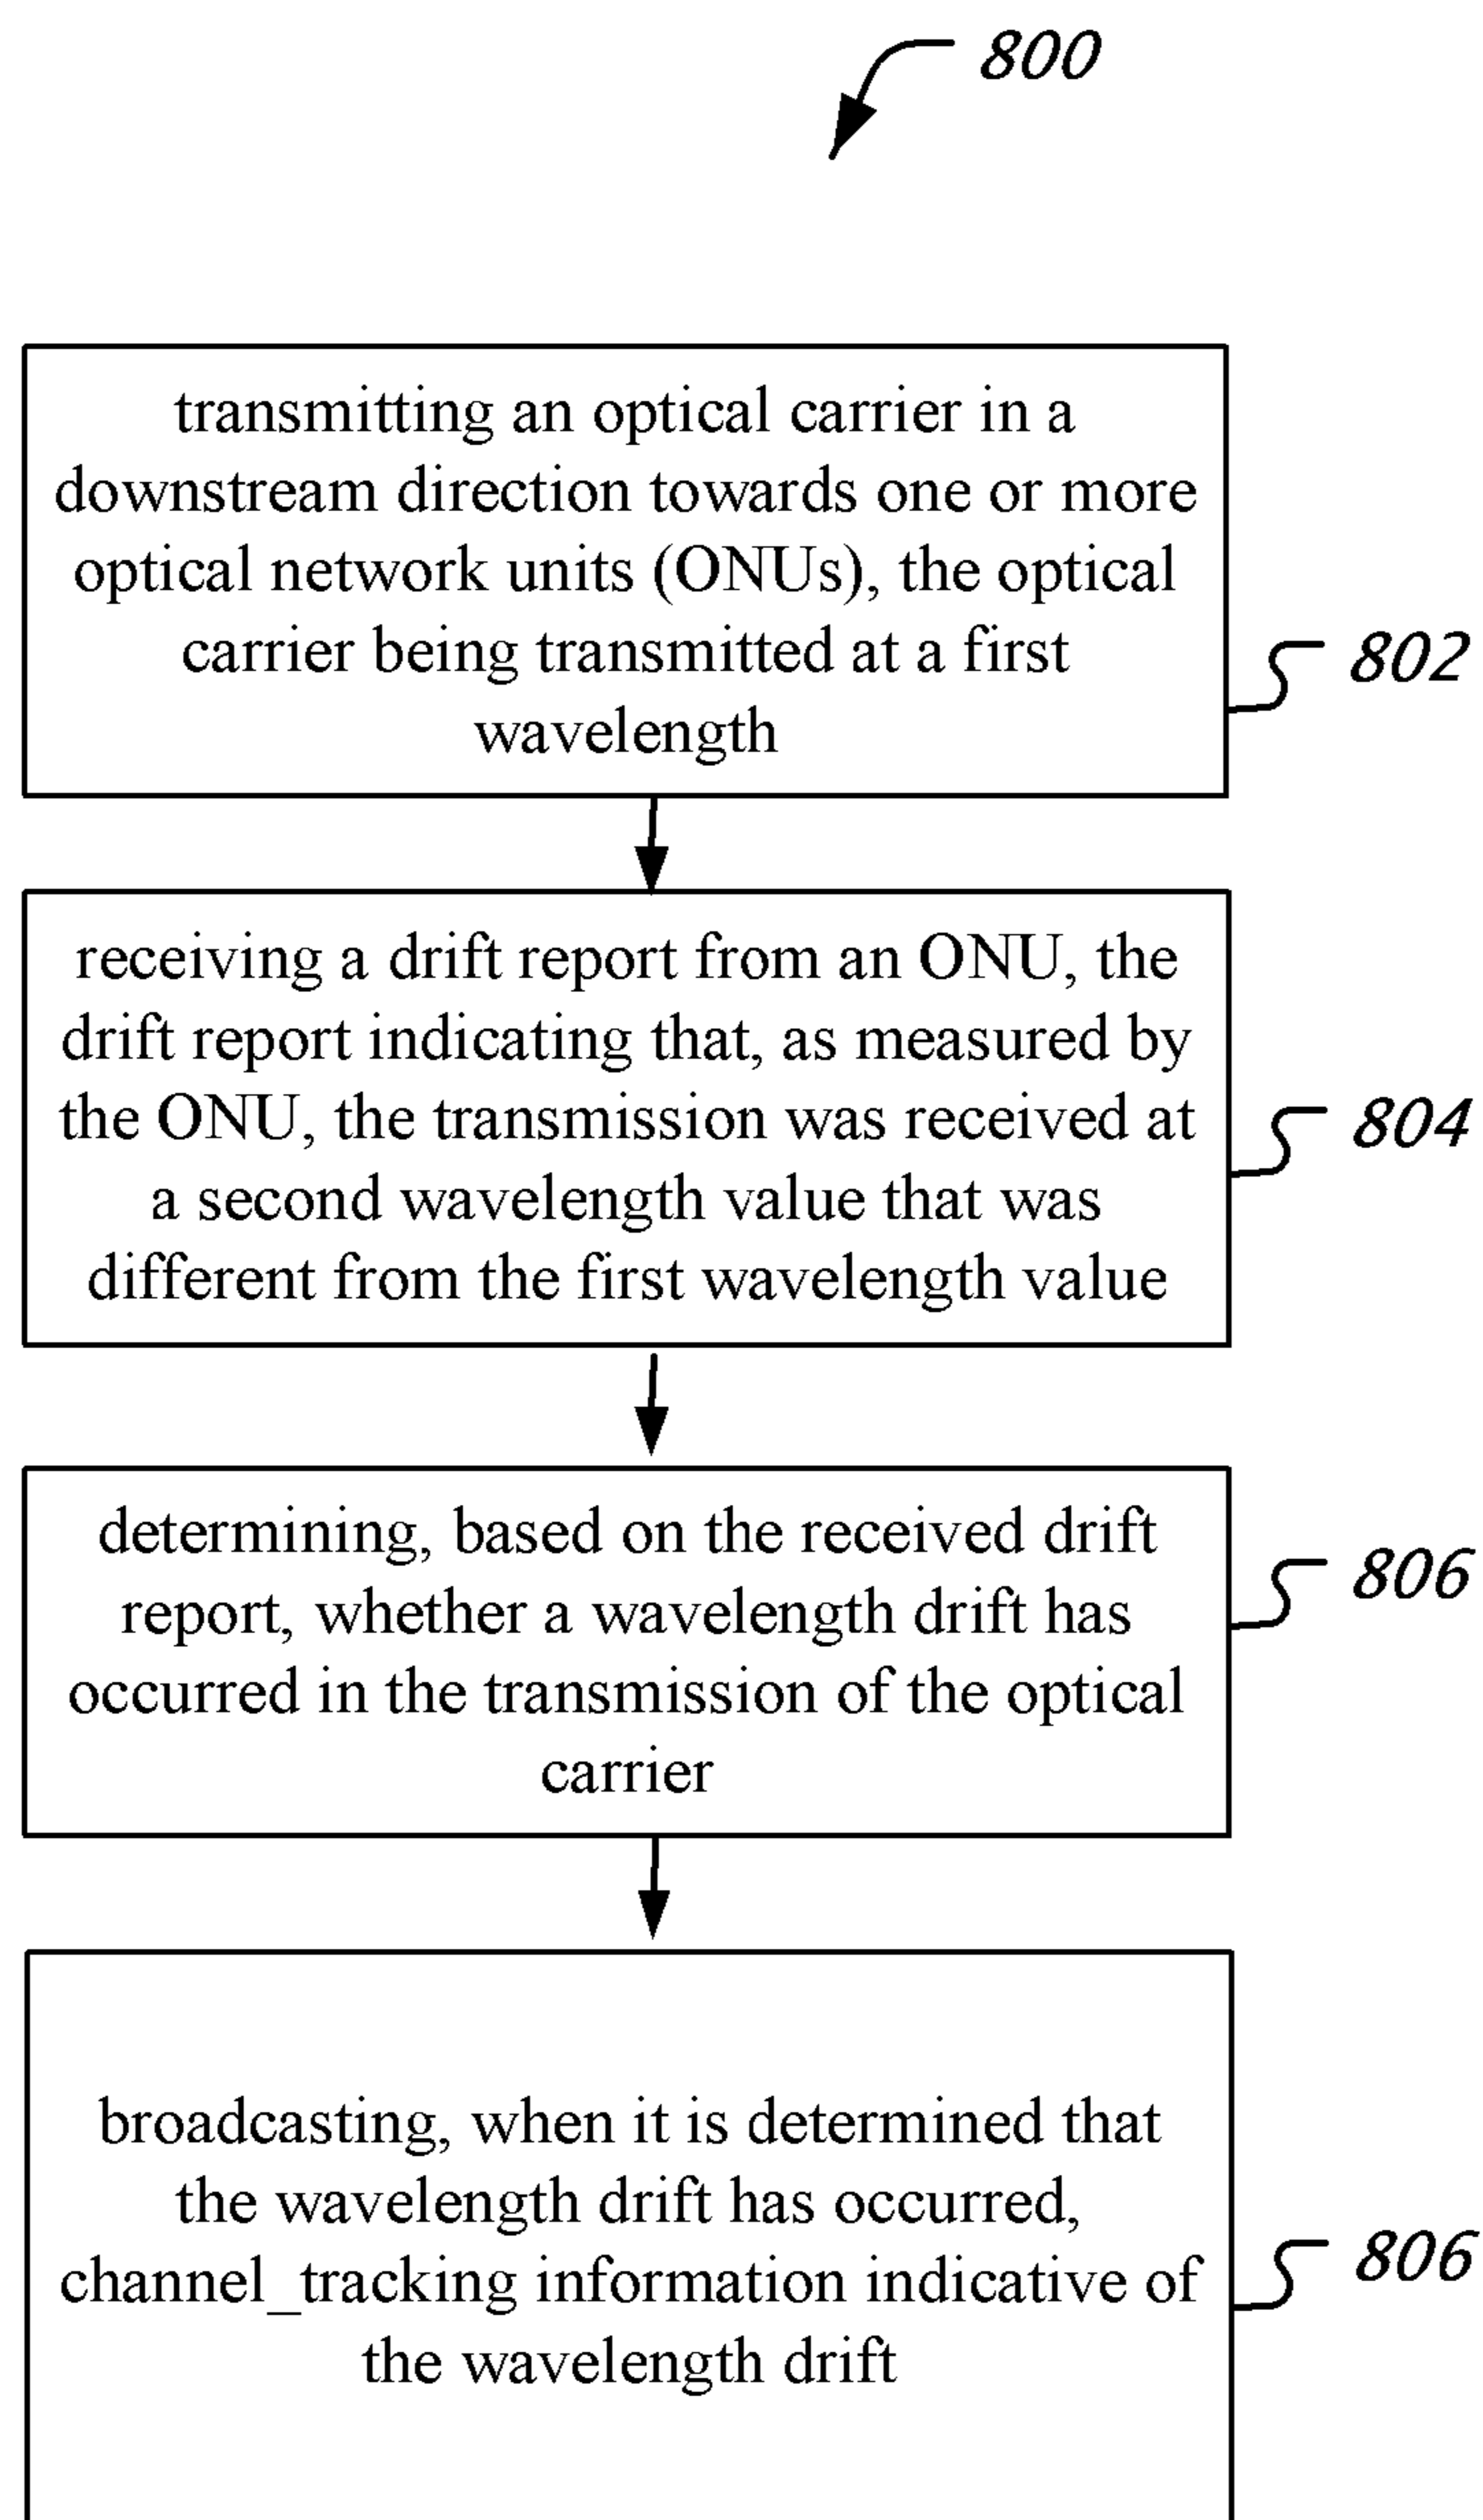 800
transmitting an optical carrier in a
downstream direction towards one or more
optical network units (ONUs), the optical
carrier being transmitted at a first
wavelength
802
receiving a drift report from an ONU, the
drift report indicating that, as measured by
the ONU, the transmission was received at
a second wavelength value that was
different from the first wavelength value
804
determining, based on the received drift
report, whether a wavelength drift has
occurred in the transmission of the optical
carrier
806
broadcasting, when it is determined that
the wavelength drift has occurred,
channel_tracking information indicative of
the wavelength drift
806